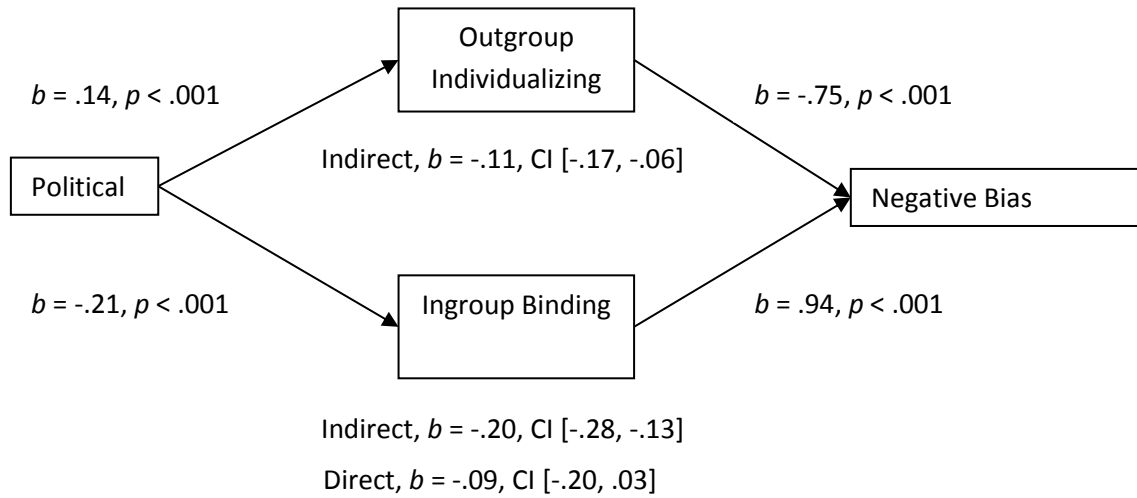 Outgroup
Individualizing
b = .14, p < .001
b = -.75, p < .001
Indirect, b = -.11, CI [-.17, -.06]
Political
Negative Bias
b = -.21, p < .001
Ingroup Binding
b = .94, p < .001
Indirect, b = -.20, CI [-.28, -.13]
Direct, b = -.09, CI [-.20, .03]